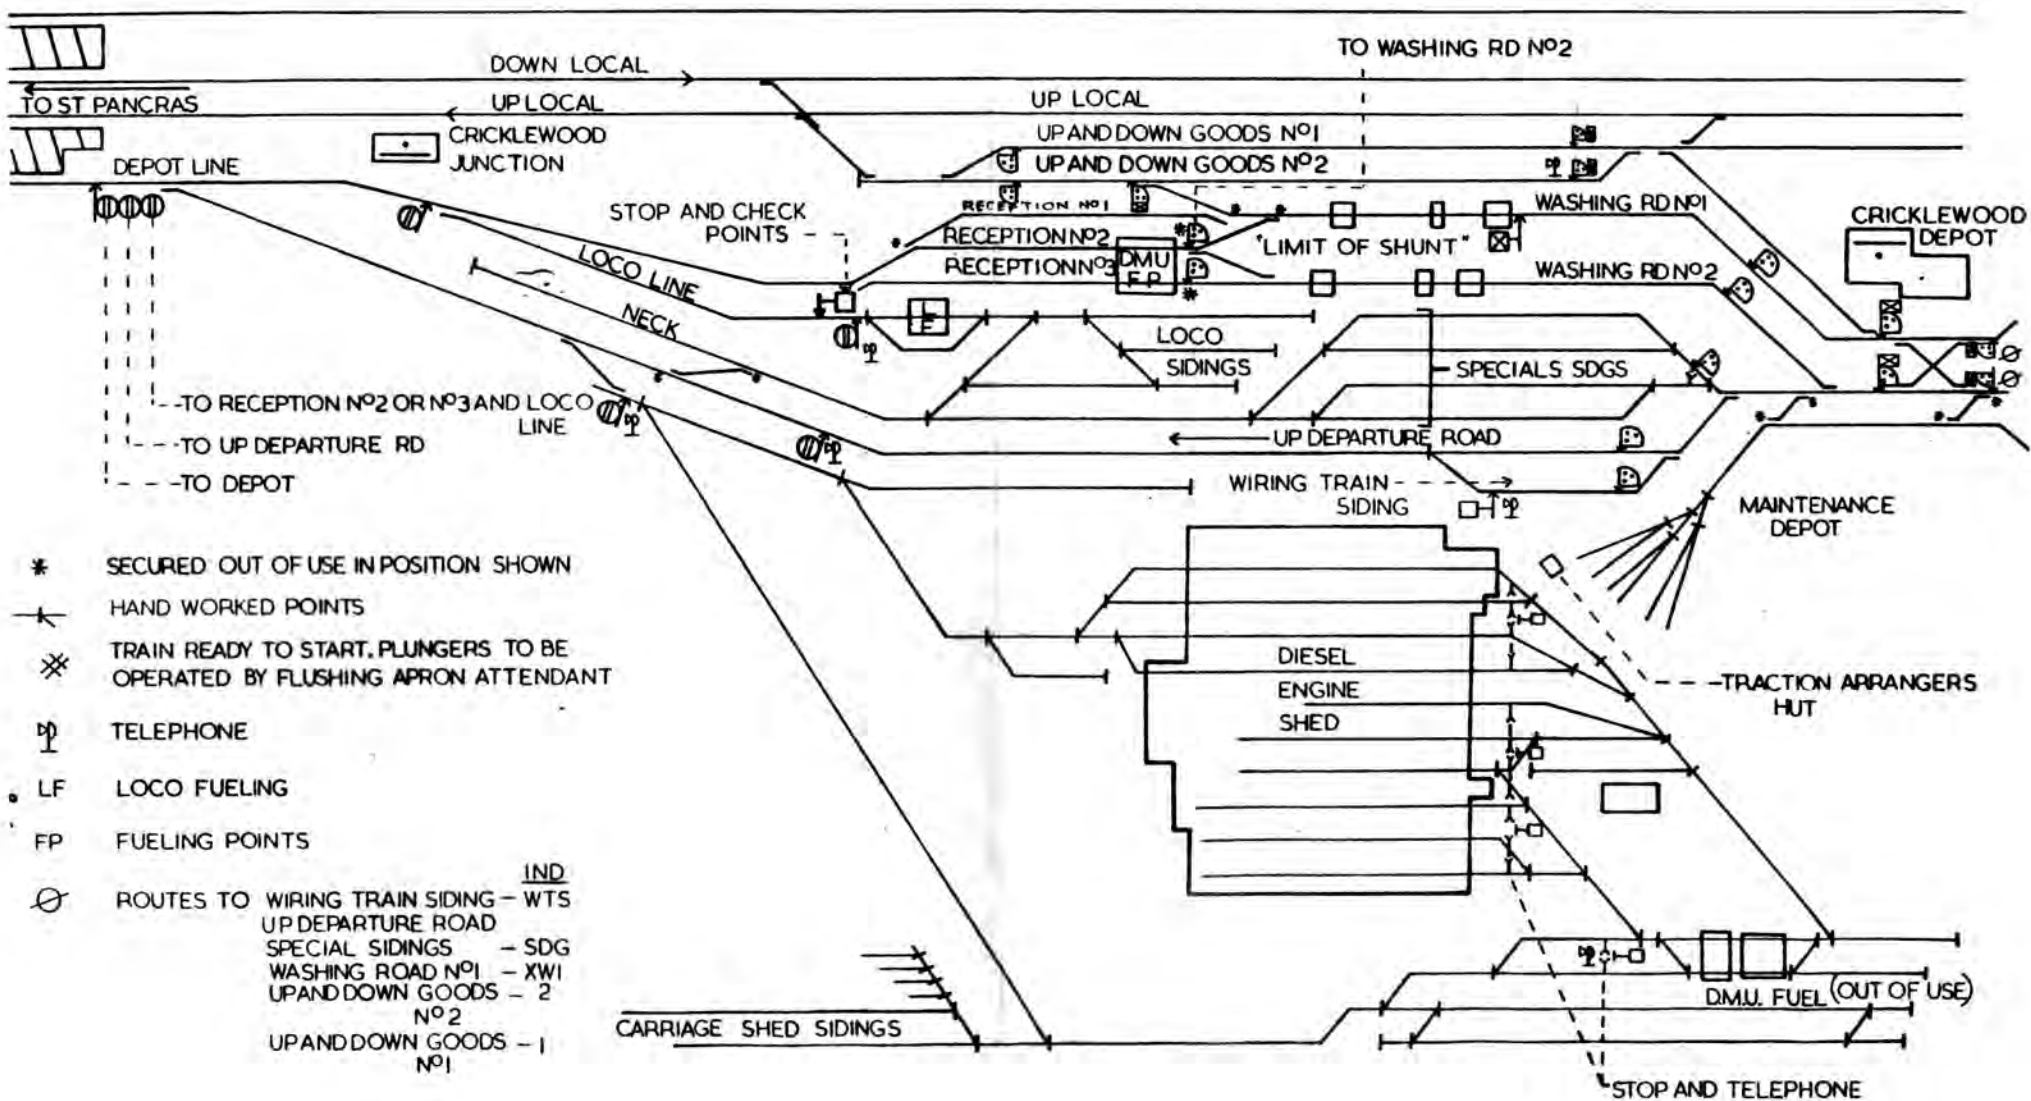 TO WASHING RD Nº2
DOWN LOCAL
TO ST PANCRAS
UP LOCAL
UP LOCAL
CRICKLEWOOD
JUNCTION
UP AND DOWN GOODS Nº1
UP AND DOWN GOODS Nº2
DEPOT LINE
STOP AND CHECK
POINTS
RECEPTION Nº1
RECEPTION Nº2
RECEPTION Nº3
DMU
F P
"LIMIT OF SHUNT"
WASHING RD Nº1
WASHING RD Nº2
CRICKLEWOOD
DEPOT
LOCO LINE
NECK
L
F
LOCO
SIDINGS
SPECIALS SDGS
TO RECEPTION Nº2 OR Nº3 AND LOCO
LINE
TO UP DEPARTURE RD
TO DEPOT
UP DEPARTURE ROAD
WIRING TRAIN
SIDING
MAINTENANCE
DEPOT
SECURED OUT OF USE IN POSITION SHOWN
HAND WORKED POINTS
TRAIN READY TO START. PLUNGERS TO BE
OPERATED BY FLUSHING APRON ATTENDANT
TELEPHONE
LF LOCO FUELING
FP FUELING POINTS
IND
ROUTES TO WIRING TRAIN SIDING – WTS
UP DEPARTURE ROAD
SPECIAL SIDINGS – SDG
WASHING ROAD Nº1 – XW1
UP AND DOWN GOODS – 2
Nº2
UP AND DOWN GOODS – 1
Nº1
DIESEL
ENGINE
SHED
TRACTION ARRANGERS
HUT
CARRIAGE SHED SIDINGS
D.M.U. FUEL (OUT OF USE)
STOP AND TELEPHONE